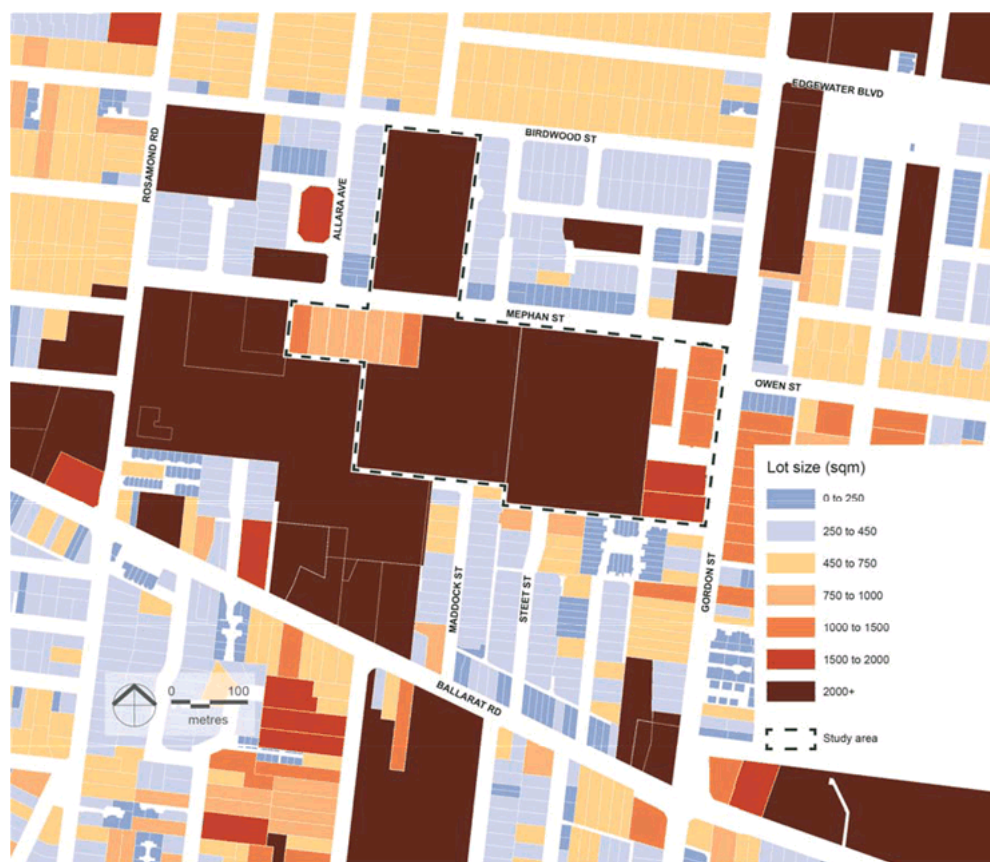 EDGEWATER BLVD
BIRDWOOD ST
ROSAMOND RD
ALLARA AVE
MEPHAN ST
OWEN ST
Lot size (sqm)
0 to 250
250 to 450
450 to 750
750 to 1000
1000 to 1500
1500 to 2000
2000+
Study area
MADDOCK ST
STEET ST
GORDON ST
BALLARAT RD
0 100
metres